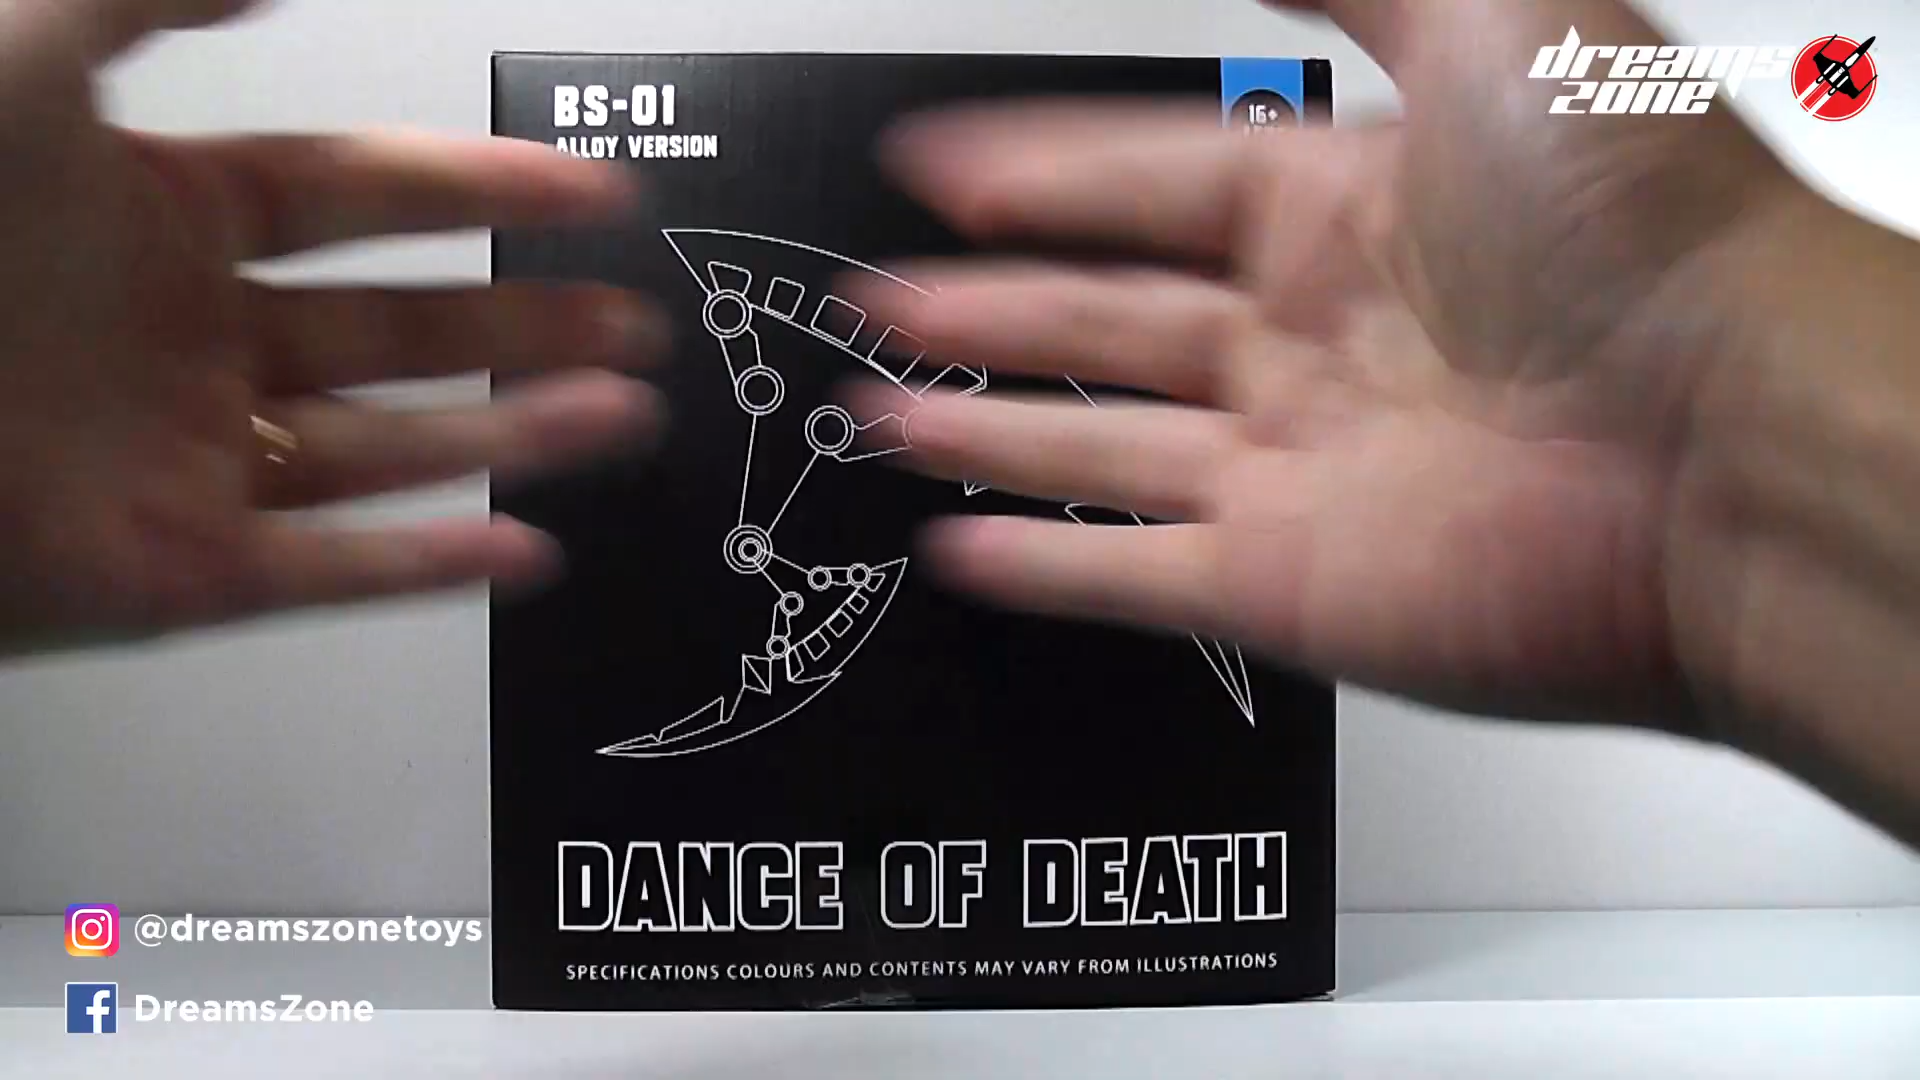 dreams
zone
BS-01
ALLOY VERSION
16+
DANCE OF DEATH
SPECIFICATIONS COLOURS AND CONTENTS MAY VARY FROM ILLUSTRATIONS
@dreamszonetoys
DreamsZone